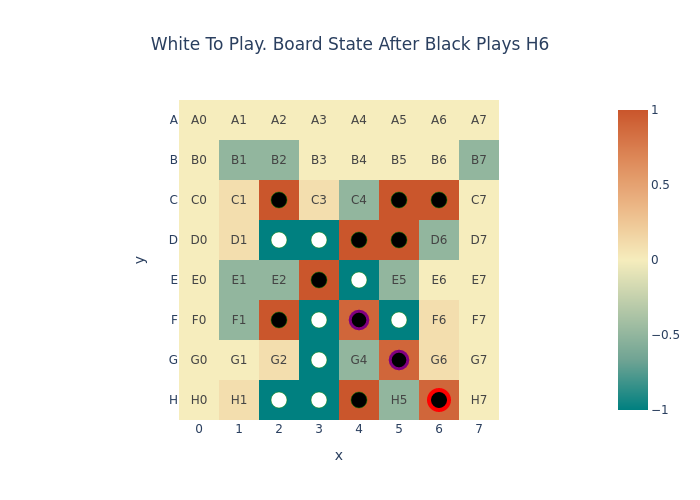 White To Play. Board State After Black Plays H6
A A0 A1 A2 A3 A4 A5 A6 A7
B B0 B1 B2 B3 B4 B5 B6 B7
C C0 C1 C3 C4 C7
D D0 D1 D6 D7
E E0 E1 E2 E5 E6 E7
F F0 F1 F6 F7
G G0 G1 G2 G4 G6 G7
H H0 H1 H5 H7
0 1 2 3 4 5 6 7
x
y
1
0.5
0
−0.5
−1